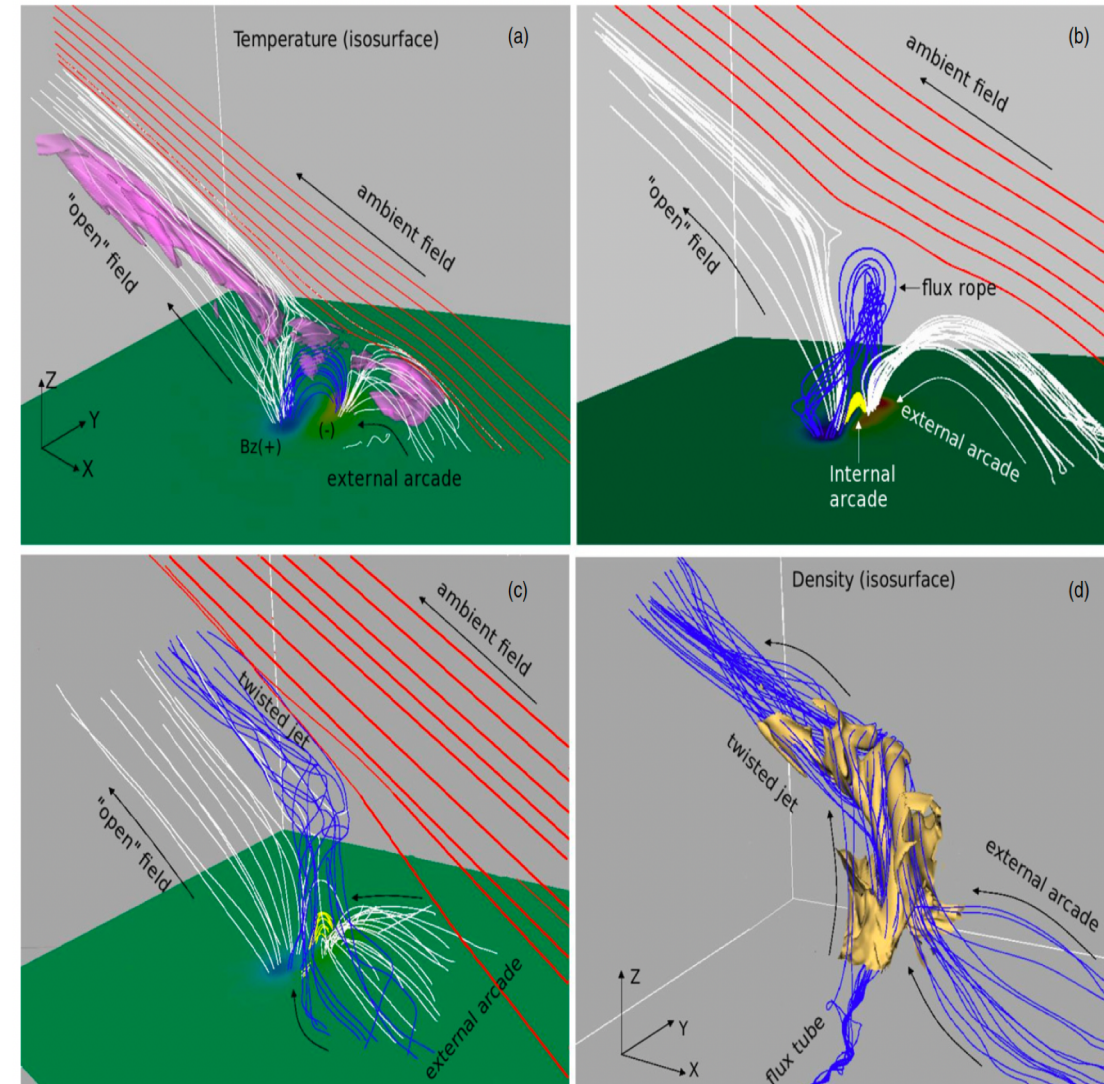 Temperature (isosurface)
(a)
ambient field
"open" field
Z
Y
X
Bz(+)
(-)
external arcade
(b)
ambient field
"open" field
flux rope
external arcade
Internal
arcade
(c)
ambient field
twisted jet
"open" field
external arcade
Density (isosurface)
(d)
twisted jet
external arcade
Z
Y
X
flux tube